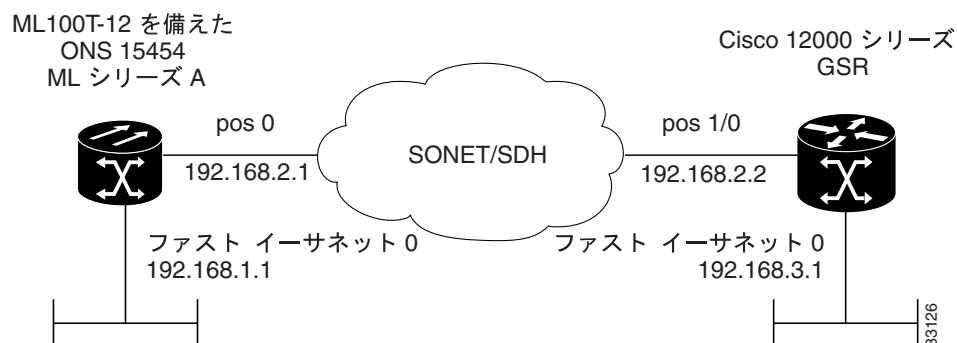 ML100T-12 を備えた
ONS 15454
ML シリーズ A
Cisco 12000 シリーズ
GSR
pos 0
192.168.2.1
SONET/SDH
pos 1/0
192.168.2.2
ファスト イーサネット 0
192.168.1.1
ファスト イーサネット 0
192.168.3.1
83126